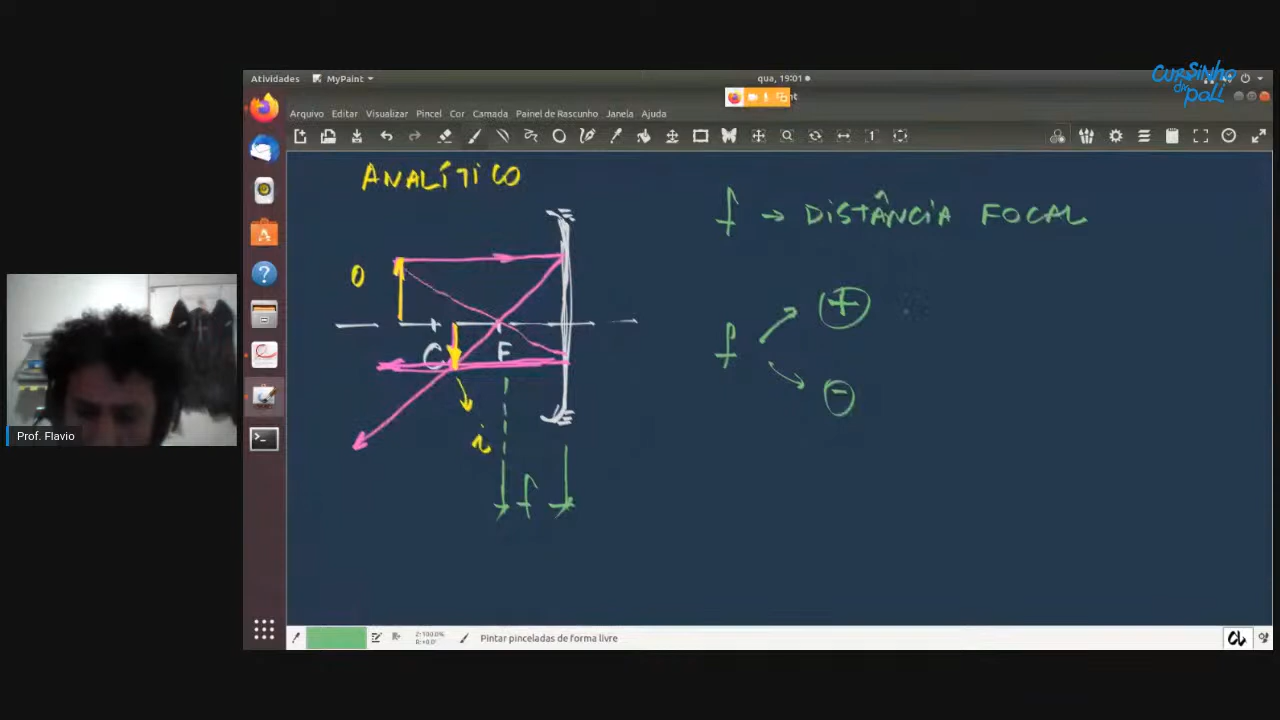 CURSINHO
da
poli
Atividades MyPaint qua, 19:01
nt
Arquivo Editar Visualizar Pincel Cor Camada Painel de Rascunho Janela Ajuda
ANALÍTICO
f → DISTÂNCIA FOCAL
O
C F
f + -
i
f
Prof. Flavio
Pintar pinceladas de forma livre